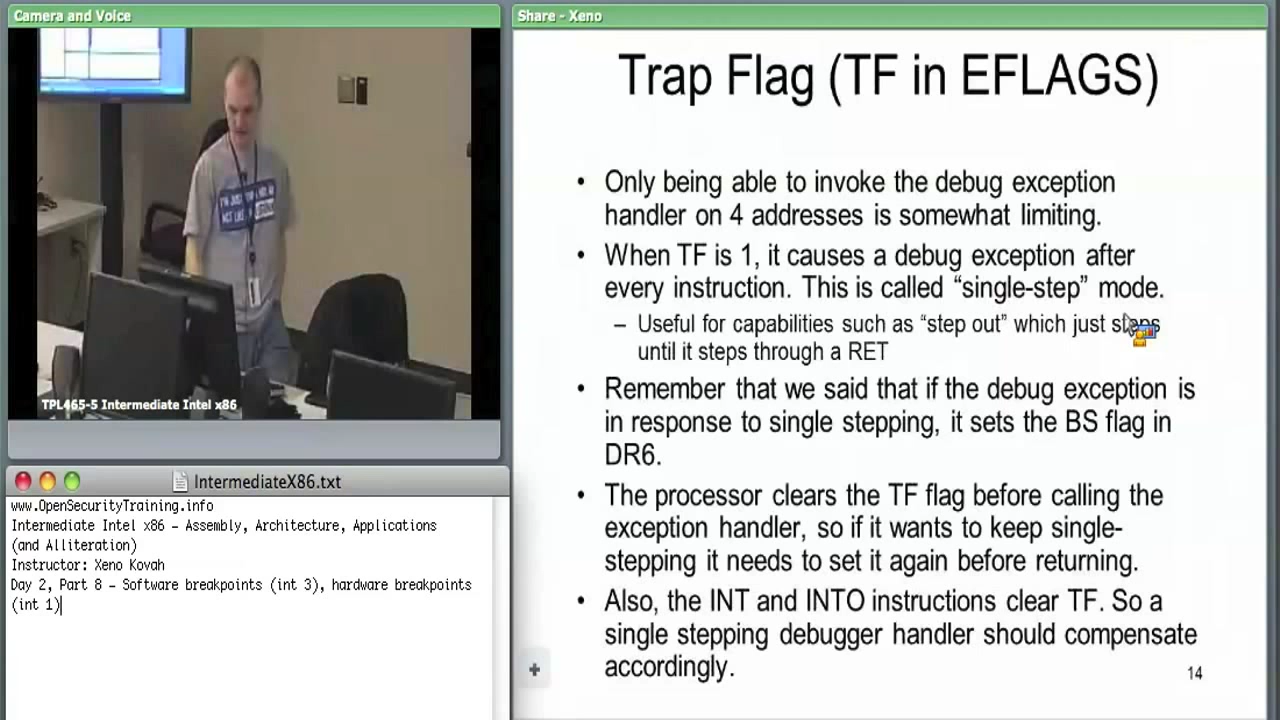 Camera and Voice
TPL465-5 Intermediate Intel x86
IntermediateX86.txt
www.OpenSecurityTraining.info
Intermediate Intel x86 – Assembly, Architecture, Applications
(and Alliteration)
Instructor: Xeno Kovah
Day 2, Part 8 – Software breakpoints (int 3), hardware breakpoints
(int 1)
Share - Xeno
Trap Flag (TF in EFLAGS)
• Only being able to invoke the debug exception
handler on 4 addresses is somewhat limiting.
• When TF is 1, it causes a debug exception after
every instruction. This is called “single-step” mode.
– Useful for capabilities such as “step out” which just steps
until it steps through a RET
• Remember that we said that if the debug exception is
in response to single stepping, it sets the BS flag in
DR6.
• The processor clears the TF flag before calling the
exception handler, so if it wants to keep single-
stepping it needs to set it again before returning.
• Also, the INT and INTO instructions clear TF. So a
single stepping debugger handler should compensate
accordingly.
14